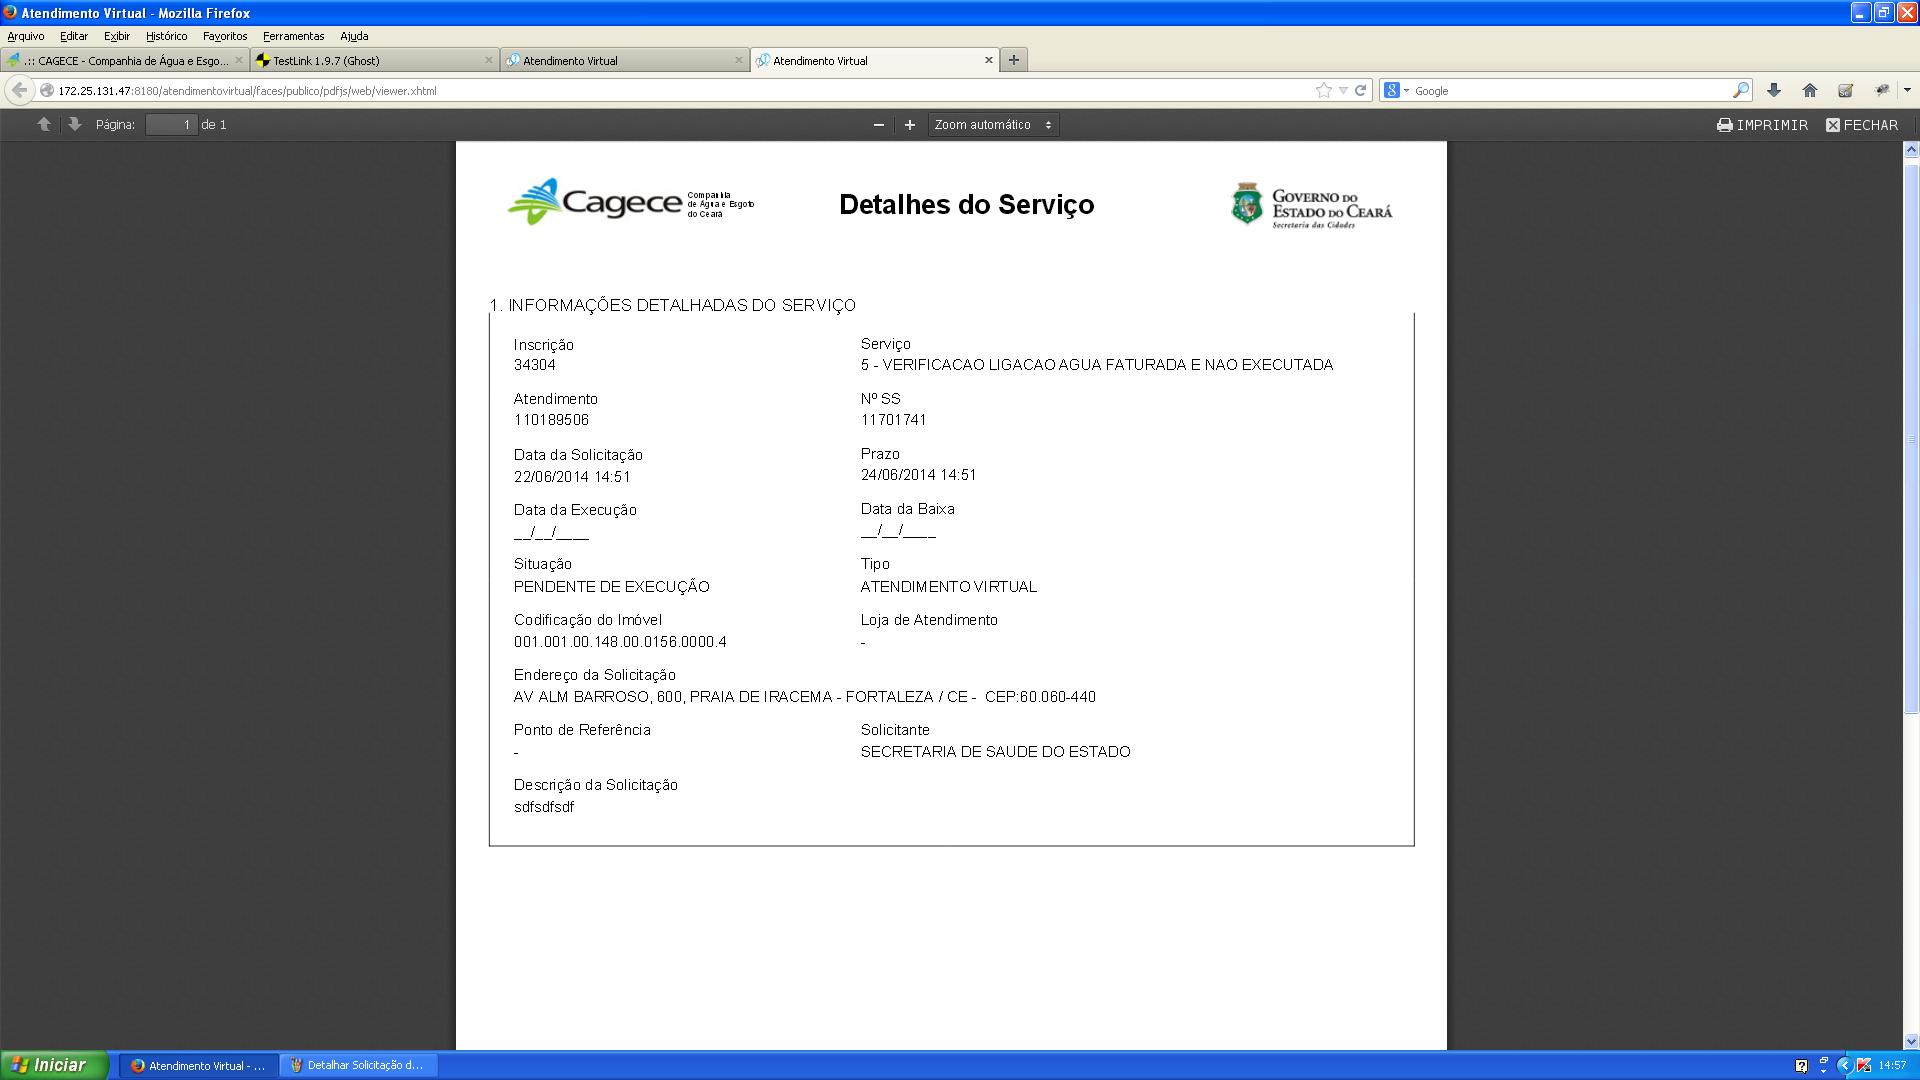 Atendimento Virtual - Mozilla Firefox
Arquivo Editar Exibir Histórico Favoritos Ferramentas Ajuda
.:: CAGECE - Companhia de Água e Esgo... TestLink 1.9.7 (Ghost) Atendimento Virtual Atendimento Virtual
172.25.131.47:8180/atendimentovirtual/faces/publico/pdfjs/web/viewer.xhtml Google
Página: 1 de 1 Zoom automático IMPRIMIR FECHAR
Cagece Companhia de Água e Esgoto do Ceará
Detalhes do Serviço
GOVERNO DO
ESTADO DO CEARÁ
Secretaria das Cidades
1. INFORMAÇÕES DETALHADAS DO SERVIÇO
Inscrição Serviço
34304 5 - VERIFICACAO LIGACAO AGUA FATURADA E NAO EXECUTADA
Atendimento Nº SS
110189506 11701741
Data da Solicitação Prazo
22/06/2014 14:51 24/06/2014 14:51
Data da Execução Data da Baixa
__/__/____ __/__/____
Situação Tipo
PENDENTE DE EXECUÇÃO ATENDIMENTO VIRTUAL
Codificação do Imóvel Loja de Atendimento
001.001.00.148.00.0156.0000.4 -
Endereço da Solicitação
AV ALM BARROSO, 600, PRAIA DE IRACEMA - FORTALEZA / CE - CEP:60.060-440
Ponto de Referência Solicitante
- SECRETARIA DE SAUDE DO ESTADO
Descrição da Solicitação
sdfsdfsdf
Iniciar Atendimento Virtual - ... Detalhar Solicitação d... 14:57